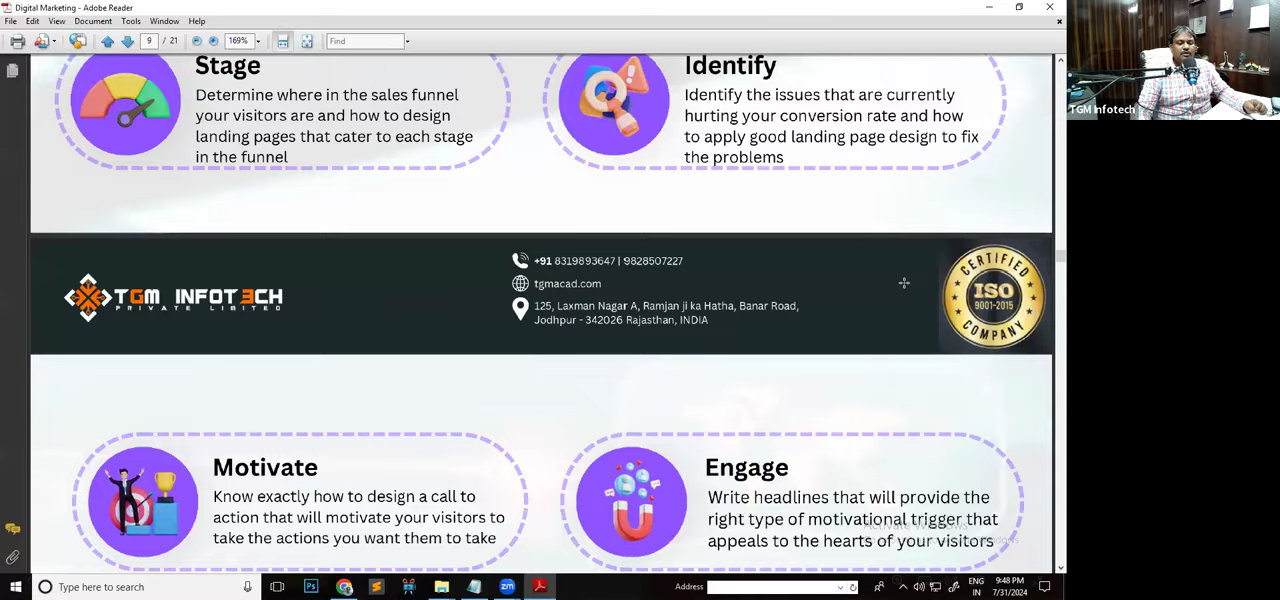 Digital Marketing - Adobe Reader
File Edit View Document Tools Window Help
9 / 21 169% Find
TGM Infotech
Stage
Determine where in the sales funnel
your visitors are and how to design
landing pages that cater to each stage
in the funnel
Identify
Identify the issues that are currently
hurting your conversion rate and how
to apply good landing page design to fix
the problems
TGM INFOTECH
PRIVATE LIMITED
+91 8319893647 | 9828507227
tgmacad.com
125, Laxman Nagar A, Ramjan ji ka Hatha, Banar Road,
Jodhpur - 342026 Rajasthan, INDIA
CERTIFIED
ISO
9001-2015
COMPANY
Motivate
Know exactly how to design a call to
action that will motivate your visitors to
take the actions you want them to take
Engage
Write headlines that will provide the
right type of motivational trigger that
appeals to the hearts of your visitors
Activate Windows
Type here to search
Address
ENG
IN
9:48 PM
7/31/2024